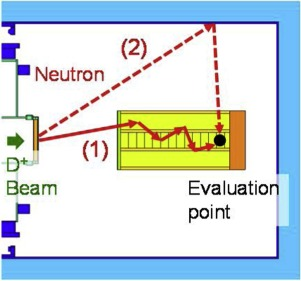 (2)
Neutron
(1)
D+
Beam
Evaluation
point